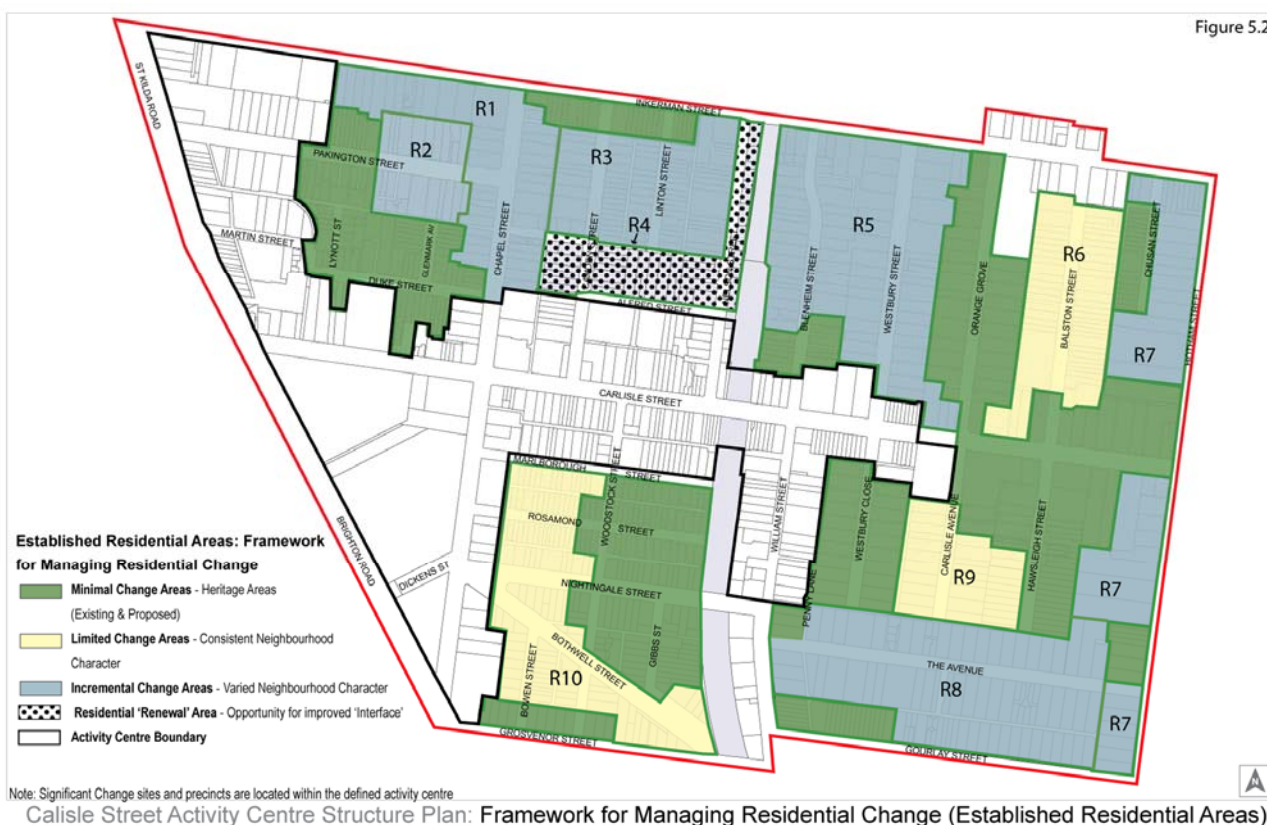 Figure 5.2
ST KILDA ROAD
INKERMAN STREET
R1
R2
PAKINGTON STREET
R3
LINTON STREET
R4
R5
R6
CHUSAN STREET
MARTIN STREET
LYNOTT ST
GLENMARK AV
CHAPEL STREET
DUKE STREET
ALFRED STREET
BLENHEIM STREET
WESTBURY STREET
ORANGE GROVE
BALSTON STREET
R7
HOTHAM STREET
CARLISLE STREET
MARLBOROUGH STREET
WOODSTOCK STREET
ROSAMOND STREET
WILLIAM STREET
WESTBURY CLOSE
CARLISLE AVENUE
HAWSLEIGH STREET
BRIGHTON ROAD
DICKENS ST
NIGHTINGALE STREET
PENNY LANE
R9
R7
BOTHWELL STREET
GIBBS ST
BOWEN STREET
R10
THE AVENUE
R8
R7
GROSVENOR STREET
GOURLAY STREET
Established Residential Areas: Framework
for Managing Residential Change
Minimal Change Areas - Heritage Areas
(Existing & Proposed)
Limited Change Areas - Consistent Neighbourhood
Character
Incremental Change Areas - Varied Neighbourhood Character
Residential 'Renewal' Area - Opportunity for improved 'Interface'
Activity Centre Boundary
N
Note: Significant Change sites and precincts are located within the defined activity centre
Calisle Street Activity Centre Structure Plan: Framework for Managing Residential Change (Established Residential Areas)